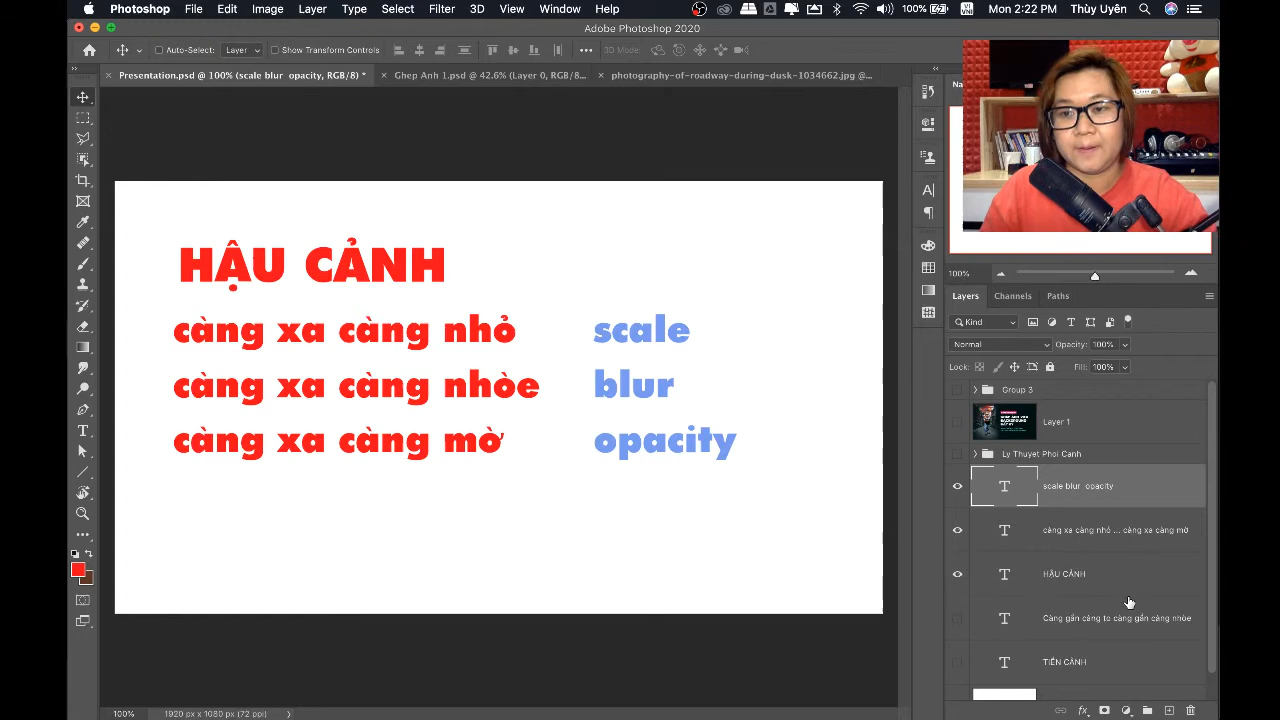 Photoshop File Edit Image Layer Type Select Filter 3D View Window Help 100% VI VNI Mon 2:22 PM Thùy Uyên
Adobe Photoshop 2020
Auto-Select: Layer Show Transform Controls 3D Mode:
Presentation.psd @ 100% (scale blur opacity, RGB/8) * Ghep Anh 1.psd @ 42.6% (Layer 0, RGB/8... photography-of-roadway-during-dusk-1034662.jpg @...
HẬU CẢNH
càng xa càng nhỏ scale
càng xa càng nhòe blur
càng xa càng mờ opacity
100%
Layers Channels Paths
Kind
Normal Opacity: 100%
Lock: Fill: 100%
Group 3
Layer 1
Ly Thuyet Phoi Canh
scale blur opacity
càng xa càng nhỏ ... càng xa càng mờ
HẬU CẢNH
Càng gần càng to càng gần càng nhòe
TIỀN CẢNH
100% 1920 px x 1080 px (72 ppi)